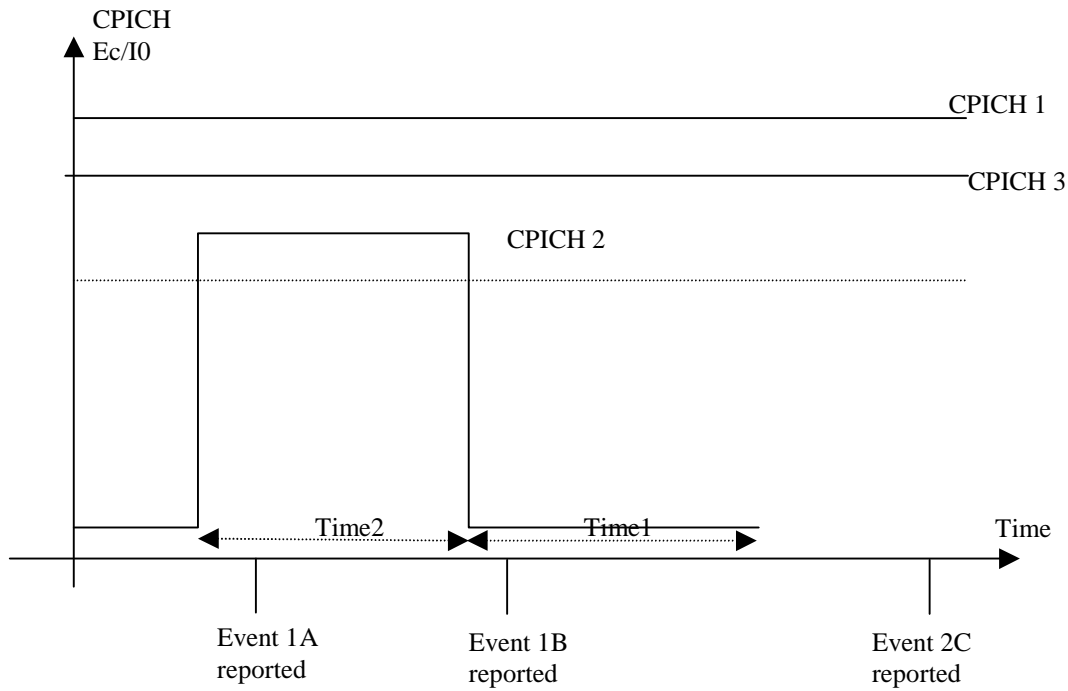 CPICH
Ec/I0
CPICH 1
CPICH 3
CPICH 2
Time2
Time1
Time
Event 1A
reported
Event 1B
reported
Event 2C
reported